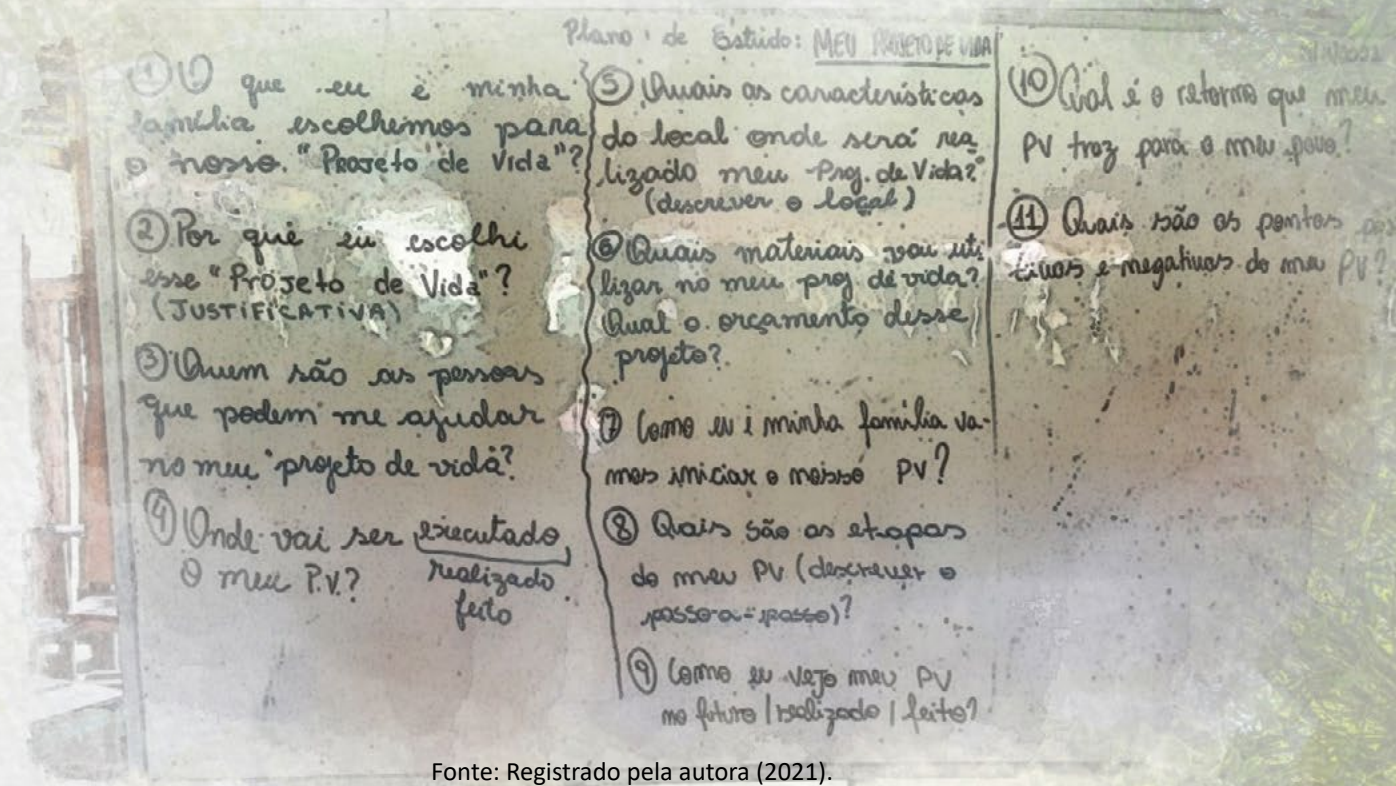 Plano de Estudo: MEU PROJETO DE VIDA
① O que eu e minha
família escolhemos para
o nosso "Projeto de Vida"?
② Por quê eu escolhi
esse "Projeto de Vida"?
(JUSTIFICATIVA)
③ Quem são as pessoas
que podem me ajudar
no meu "projeto de vida?
④ Onde vai ser executado
o meu P.V.? realizado
feito
⑤ Quais as características
do local onde será rea
lizado meu Proj. de Vida?
(descrever o local)
⑥ Quais materiais vou uti
lizar no meu proj de vida?
Qual o orçamento desse
projeto?
⑦ Como eu i minha família va-
mos iniciar o nosso PV?
⑧ Quais são as etapas
do meu PV (descrever o
passo-a-passo)?
⑨ Como eu vejo meu PV
no futuro / realizado / feito?
⑩ Qual é o retorno que meu
PV traz para o meu povo?
⑪ Quais são os pontos pos
itivos e negativos do meu PV?
Fonte: Registrado pela autora (2021).